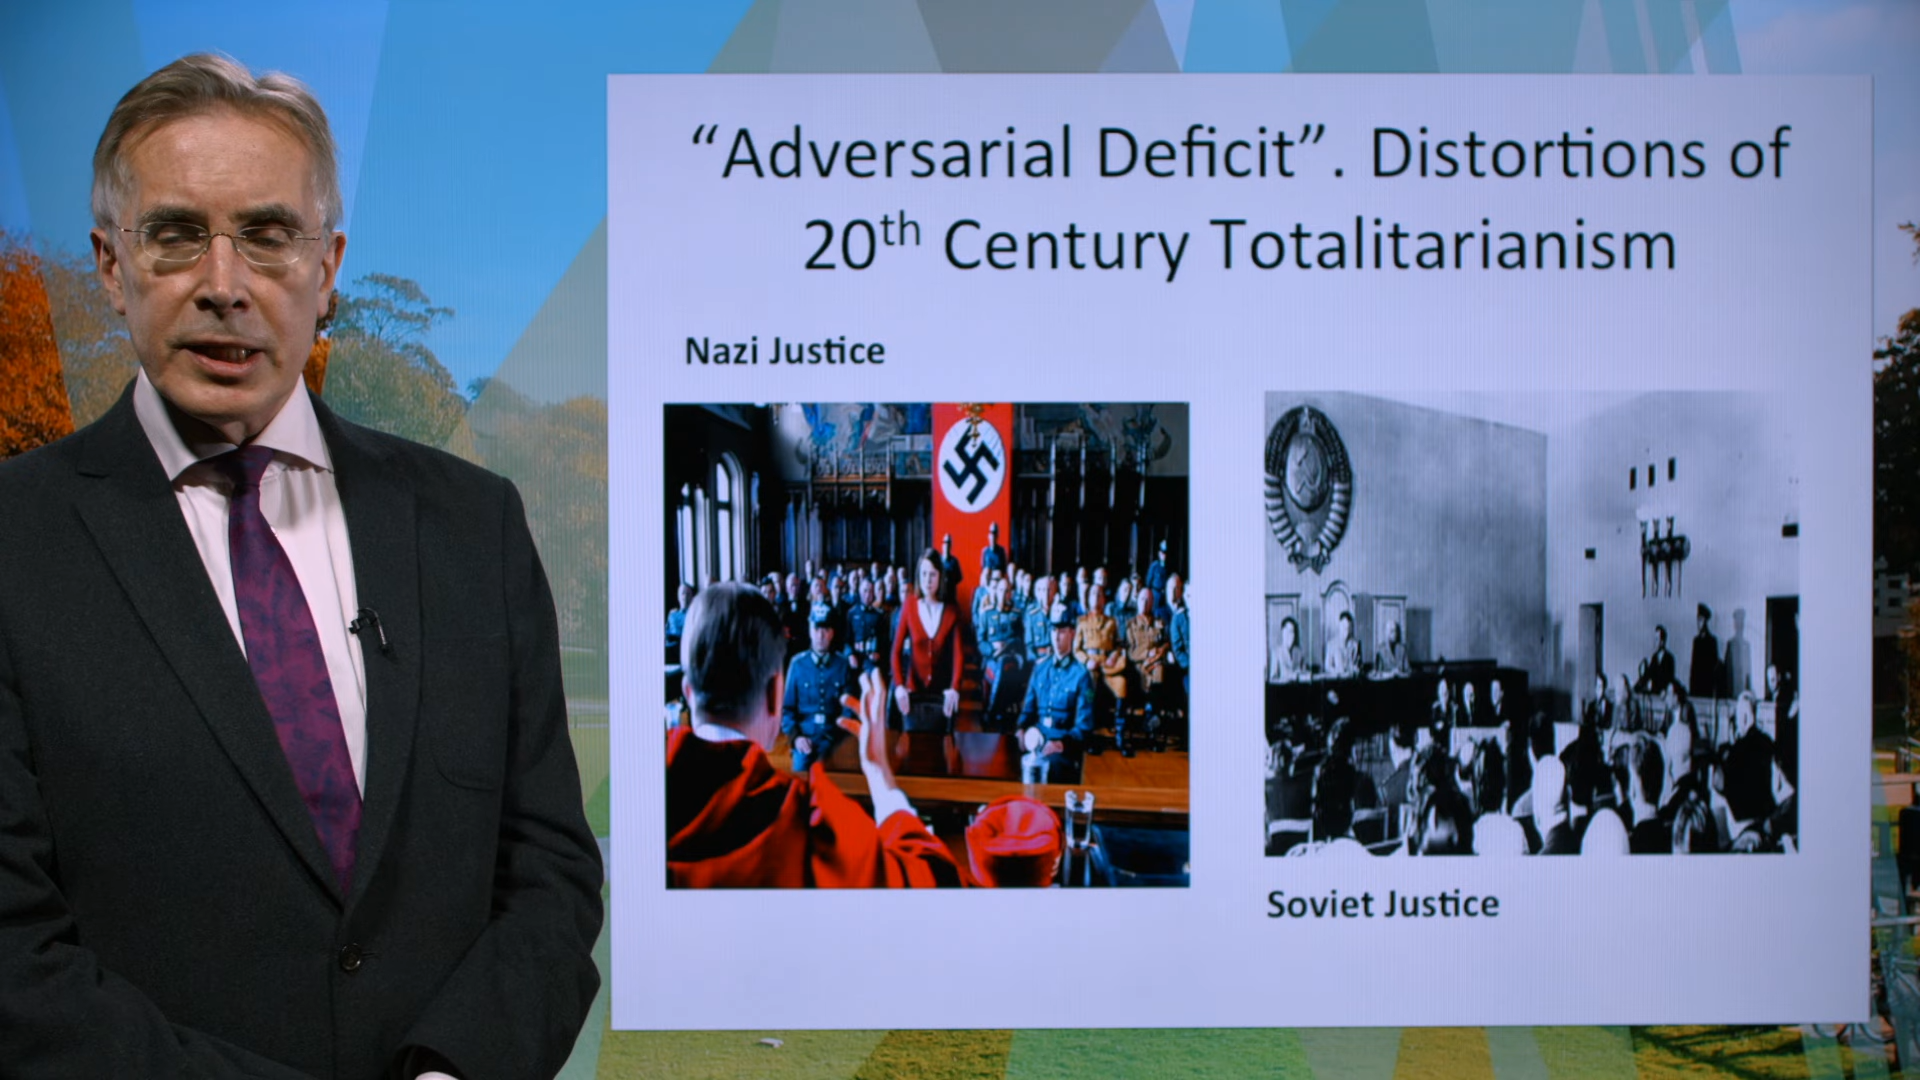 “Adversarial Deficit”. Distortions of
20th Century Totalitarianism
Nazi Justice
Soviet Justice